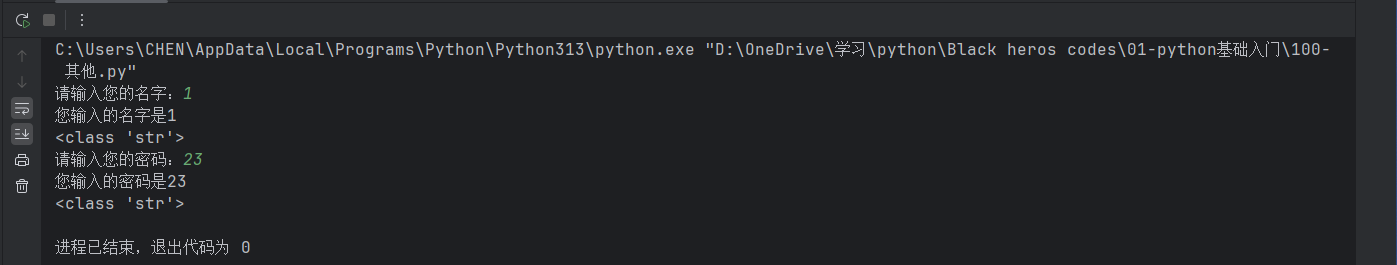 C:\Users\CHEN\AppData\Local\Programs\Python\Python313\python.exe "D:\OneDrive\学习\python\Black heros codes\01-python基础入门\100-
其他.py"
请输入您的名字：1
您输入的名字是1
<class 'str'>
请输入您的密码：23
您输入的密码是23
<class 'str'>
进程已结束，退出代码为 0